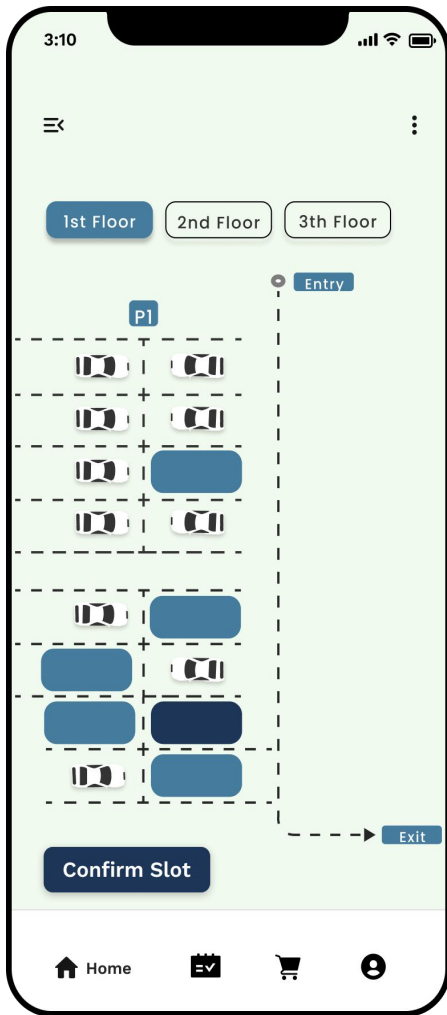 3:10
1st Floor 2nd Floor 3th Floor
Entry
P1
Exit
Confirm Slot
Home